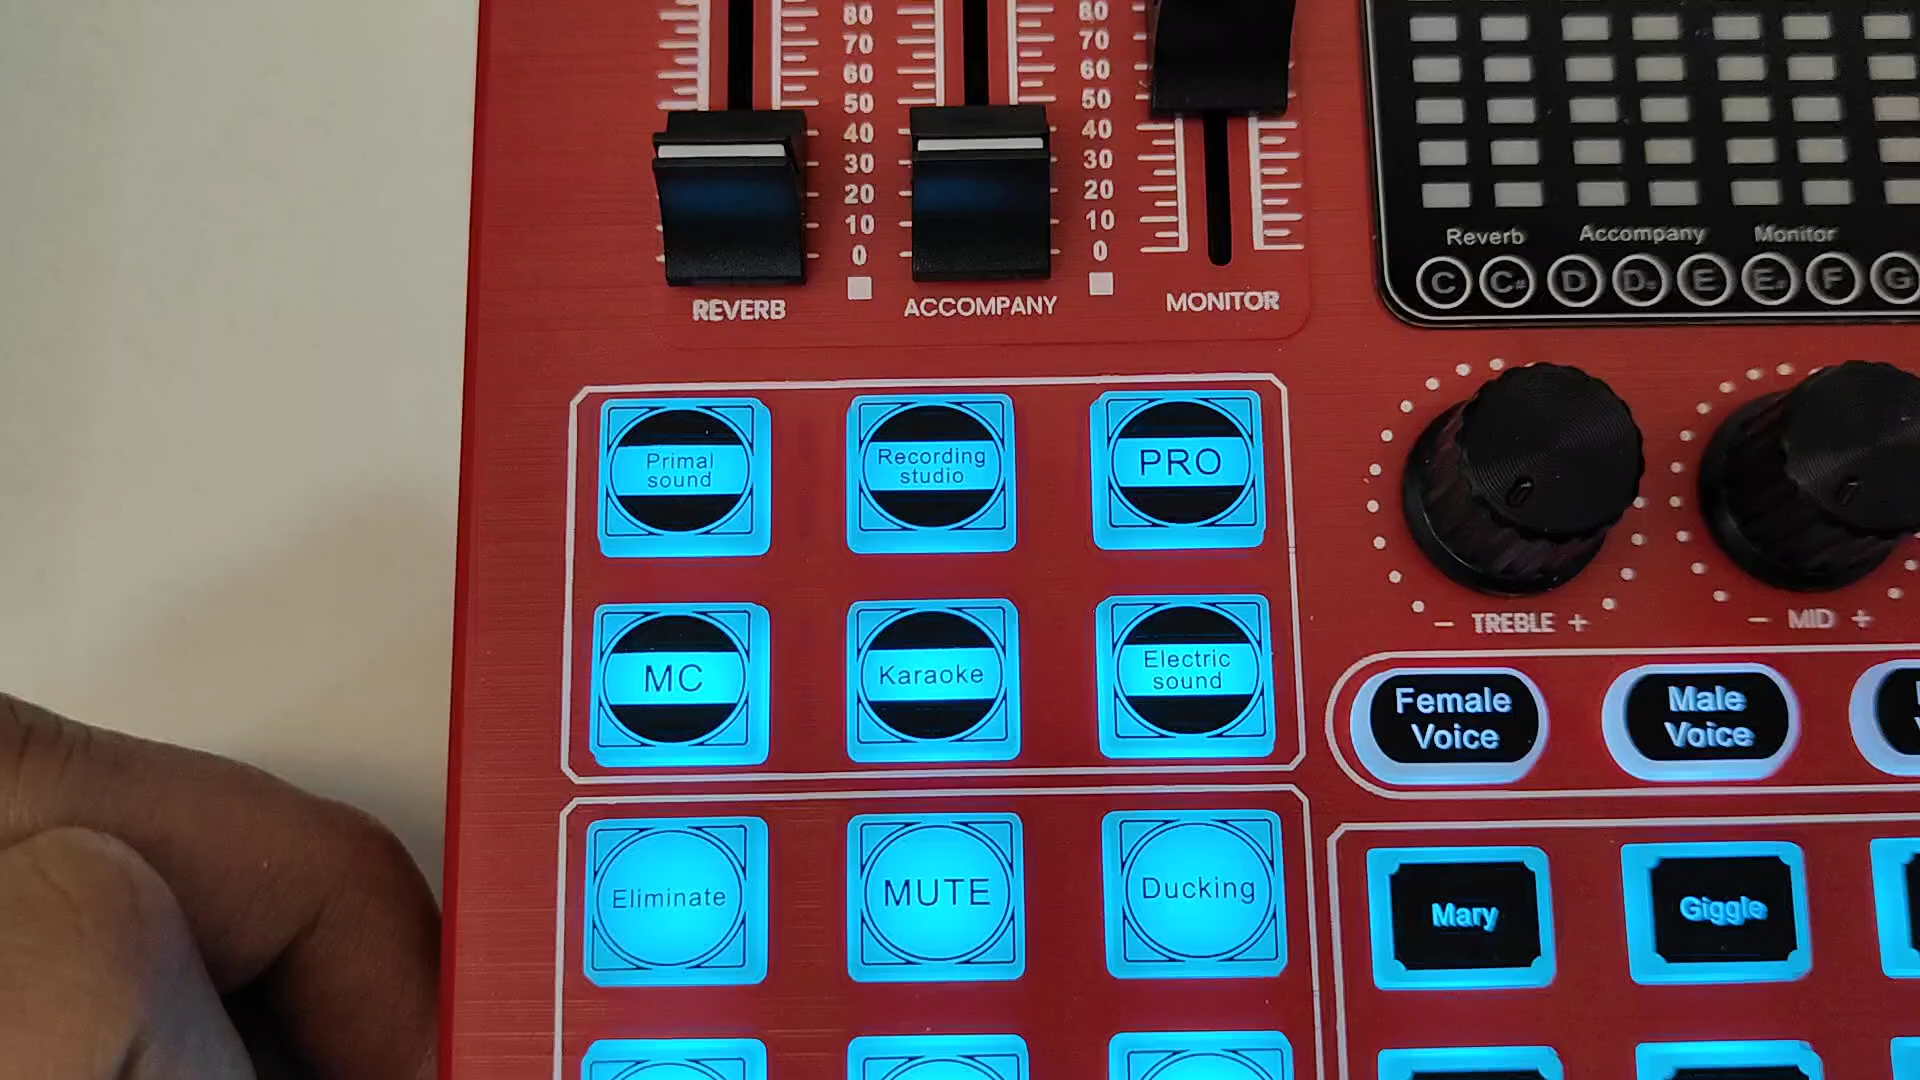 80 80
70 70
60 60
50 50
40 40
30 30
20 20
10 10
0 0
REVERB ACCOMPANY MONITOR
Reverb Accompany Monitor
C C# D E F G
Primal
sound
Recording
studio
PRO
MC
Karaoke
Electric
sound
− TREBLE + − MID +
Female
Voice
Male
Voice
Eliminate
MUTE
Ducking
Mary
Giggle